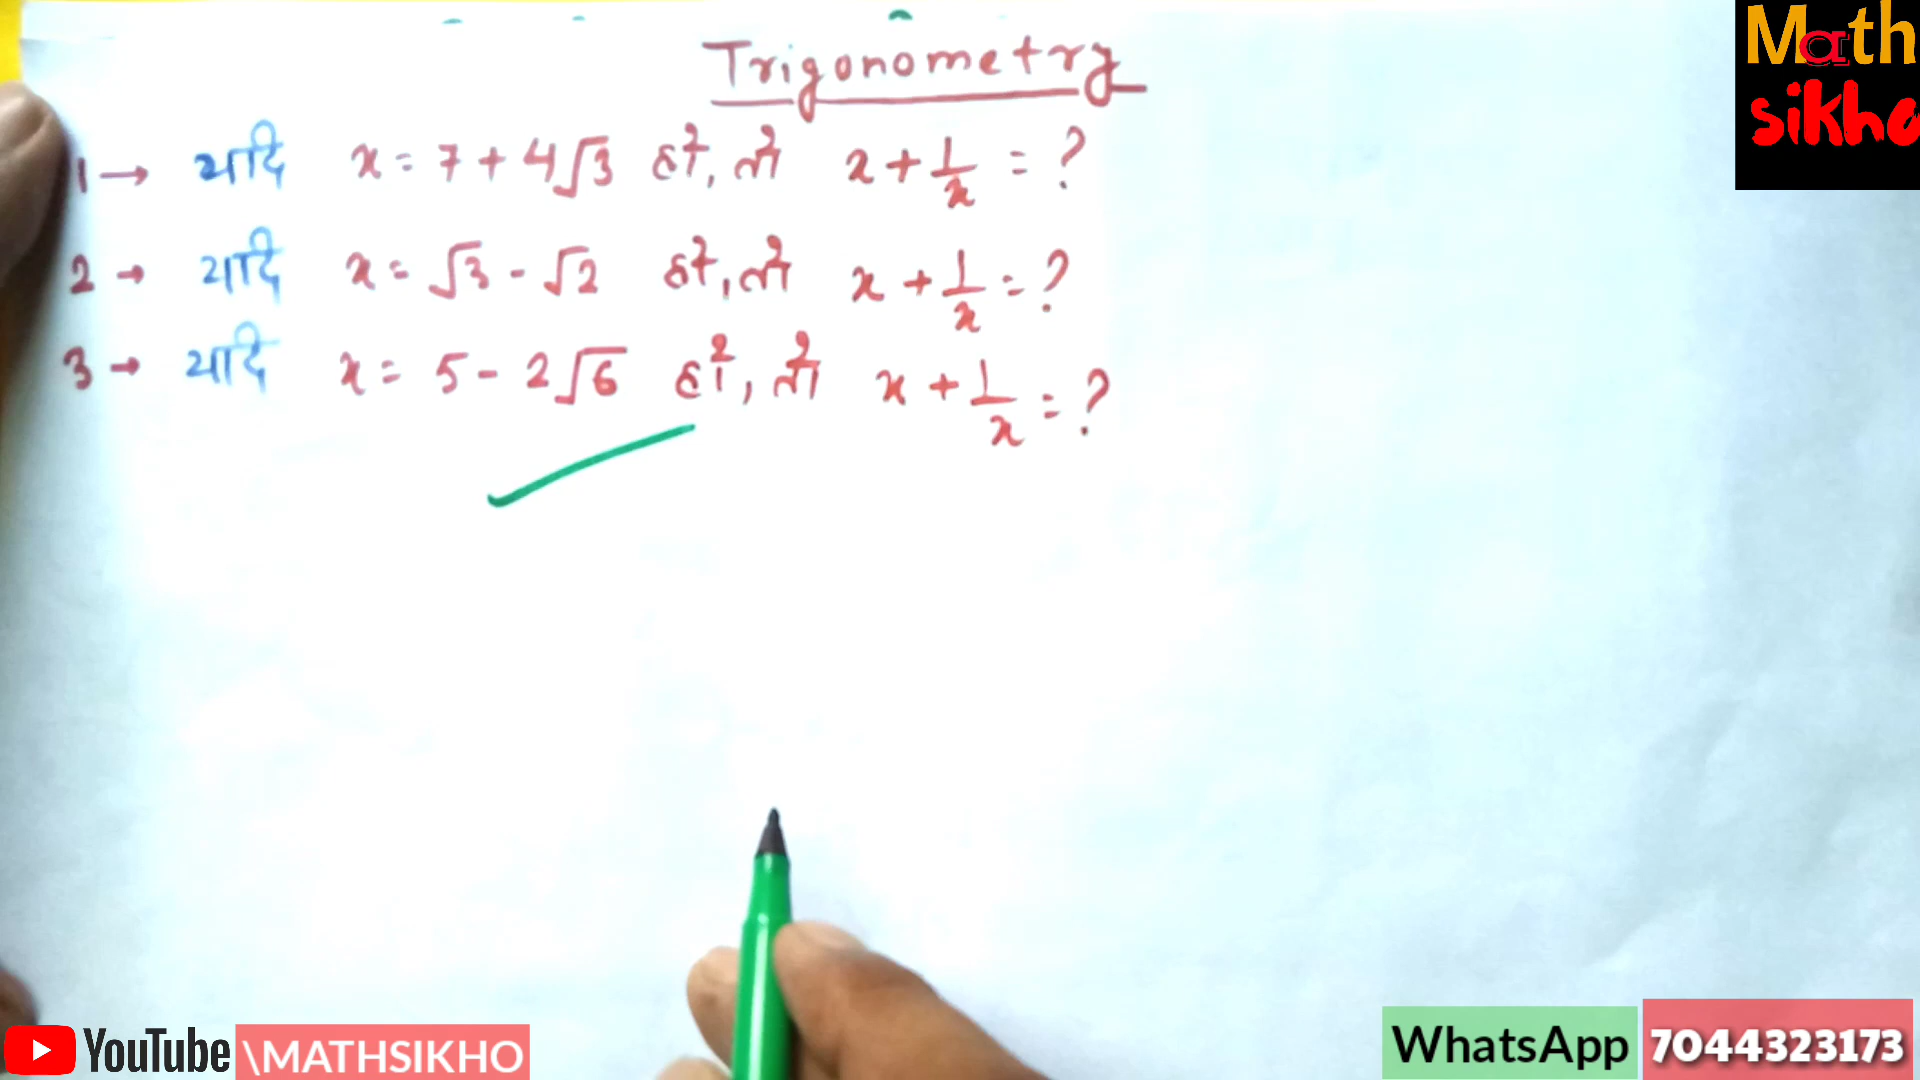 Trigonometry
1→ यदि x = 7 + 4√3 हो, तो x + 1/x = ?
2→ यदि x = √3 - √2 हो, तो x + 1/x = ?
3→ यदि x = 5 - 2√6 हो, तो x + 1/x = ?
Math
sikho
YouTube \MATHSIKHO
WhatsApp 7044323173